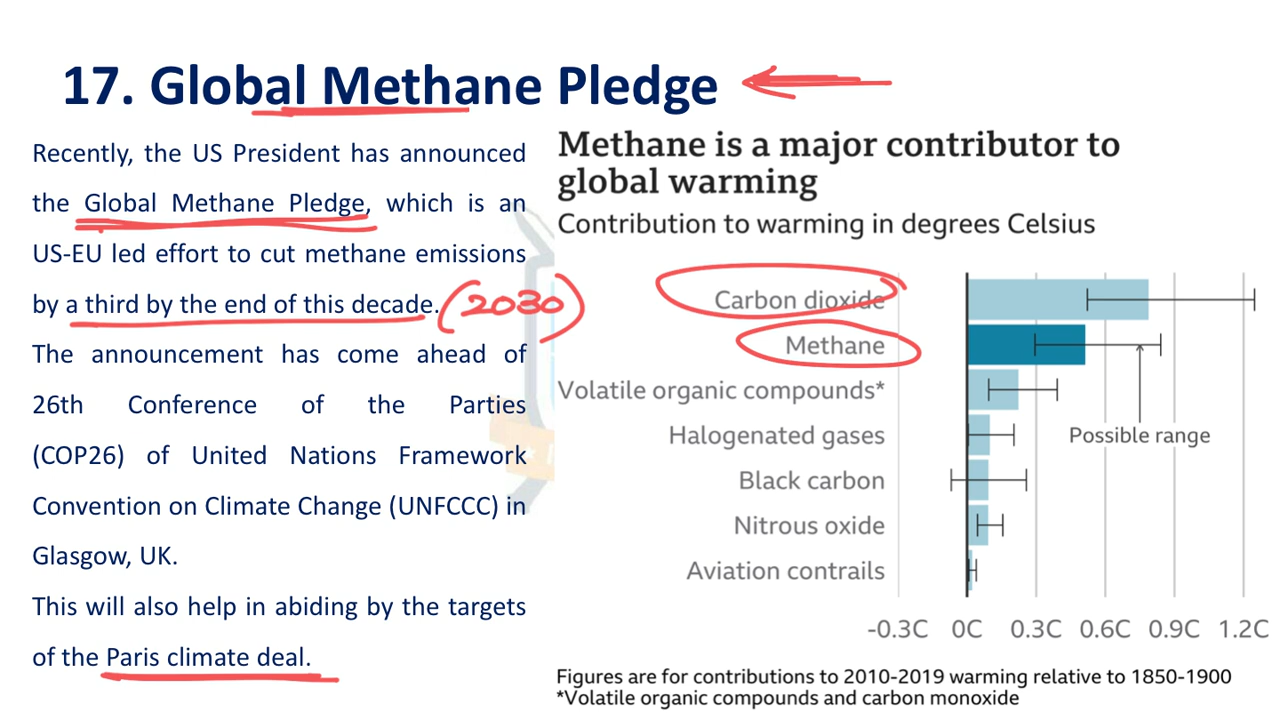 17. Global Methane Pledge
Recently, the US President has announced
the Global Methane Pledge, which is an
US-EU led effort to cut methane emissions
by a third by the end of this decade. (2030)
The announcement has come ahead of
26th Conference of the Parties
(COP26) of United Nations Framework
Convention on Climate Change (UNFCCC) in
Glasgow, UK.
This will also help in abiding by the targets
of the Paris climate deal.
Methane is a major contributor to
global warming
Contribution to warming in degrees Celsius
Carbon dioxide
Methane
Volatile organic compounds*
Halogenated gases
Possible range
Black carbon
Nitrous oxide
Aviation contrails
-0.3C 0C 0.3C 0.6C 0.9C 1.2C
Figures are for contributions to 2010-2019 warming relative to 1850-1900
*Volatile organic compounds and carbon monoxide